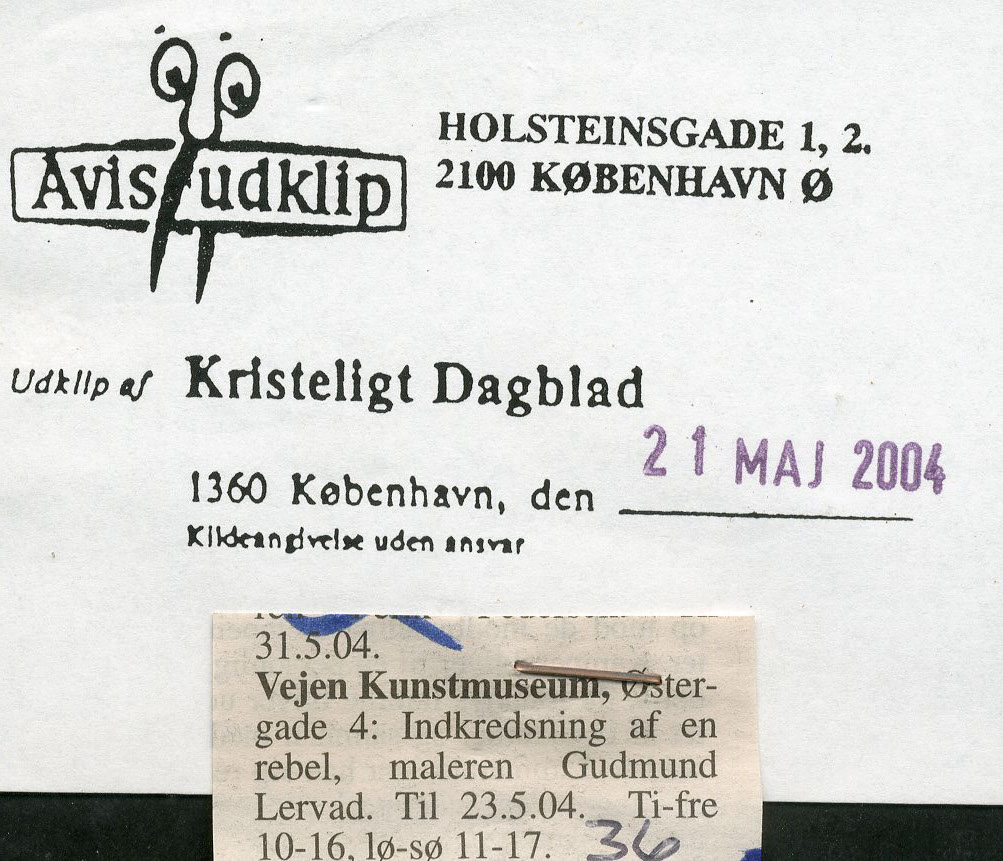 Avisudklip
HOLSTEINSGADE 1, 2.
2100 KØBENHAVN Ø
Udklip af Kristeligt Dagblad
21 MAJ 2004
1360 København, den
Kildeangivelse uden ansvar
31.5.04.
Vejen Kunstmuseum, Øster-
gade 4: Indkredsning af en
rebel, maleren Gudmund
Lervad. Til 23.5.04. Ti-fre
10-16, lø-sø 11-17.
36